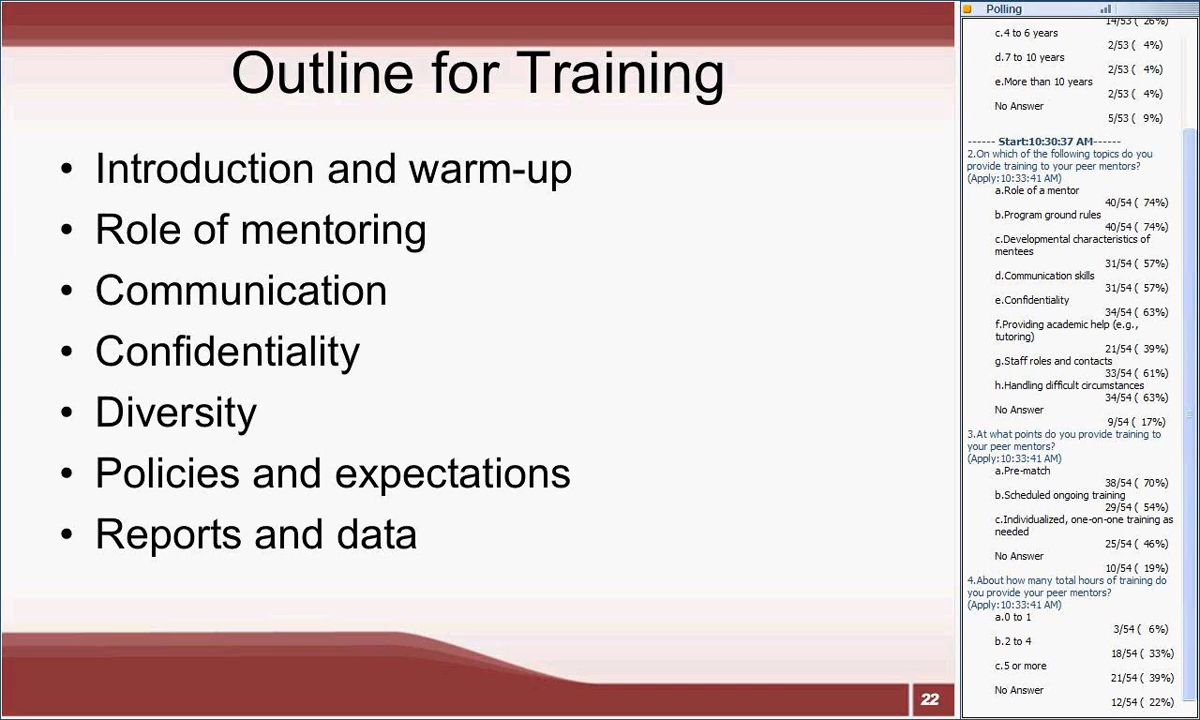 Outline for Training
• Introduction and warm-up
• Role of mentoring
• Communication
• Confidentiality
• Diversity
• Policies and expectations
• Reports and data
22
Polling
14/53 ( 26%)
c.4 to 6 years
2/53 ( 4%)
d.7 to 10 years
2/53 ( 4%)
e.More than 10 years
2/53 ( 4%)
No Answer
5/53 ( 9%)
------ Start:10:30:37 AM------
2.On which of the following topics do you
provide training to your peer mentors?
(Apply:10:33:41 AM)
a.Role of a mentor
40/54 ( 74%)
b.Program ground rules
40/54 ( 74%)
c.Developmental characteristics of
mentees
31/54 ( 57%)
d.Communication skills
31/54 ( 57%)
e.Confidentiality
34/54 ( 63%)
f.Providing academic help (e.g.,
tutoring)
21/54 ( 39%)
g.Staff roles and contacts
33/54 ( 61%)
h.Handling difficult circumstances
34/54 ( 63%)
No Answer
9/54 ( 17%)
3.At what points do you provide training to
your peer mentors?
(Apply:10:33:41 AM)
a.Pre-match
38/54 ( 70%)
b.Scheduled ongoing training
29/54 ( 54%)
c.Individualized, one-on-one training as
needed
25/54 ( 46%)
No Answer
10/54 ( 19%)
4.About how many total hours of training do
you provide your peer mentors?
(Apply:10:33:41 AM)
a.0 to 1
3/54 ( 6%)
b.2 to 4
18/54 ( 33%)
c.5 or more
21/54 ( 39%)
No Answer
12/54 ( 22%)